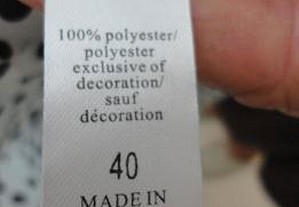 100% polyester/
polyester
exclusive of
decoration/
sauf
décoration
40
MADE IN